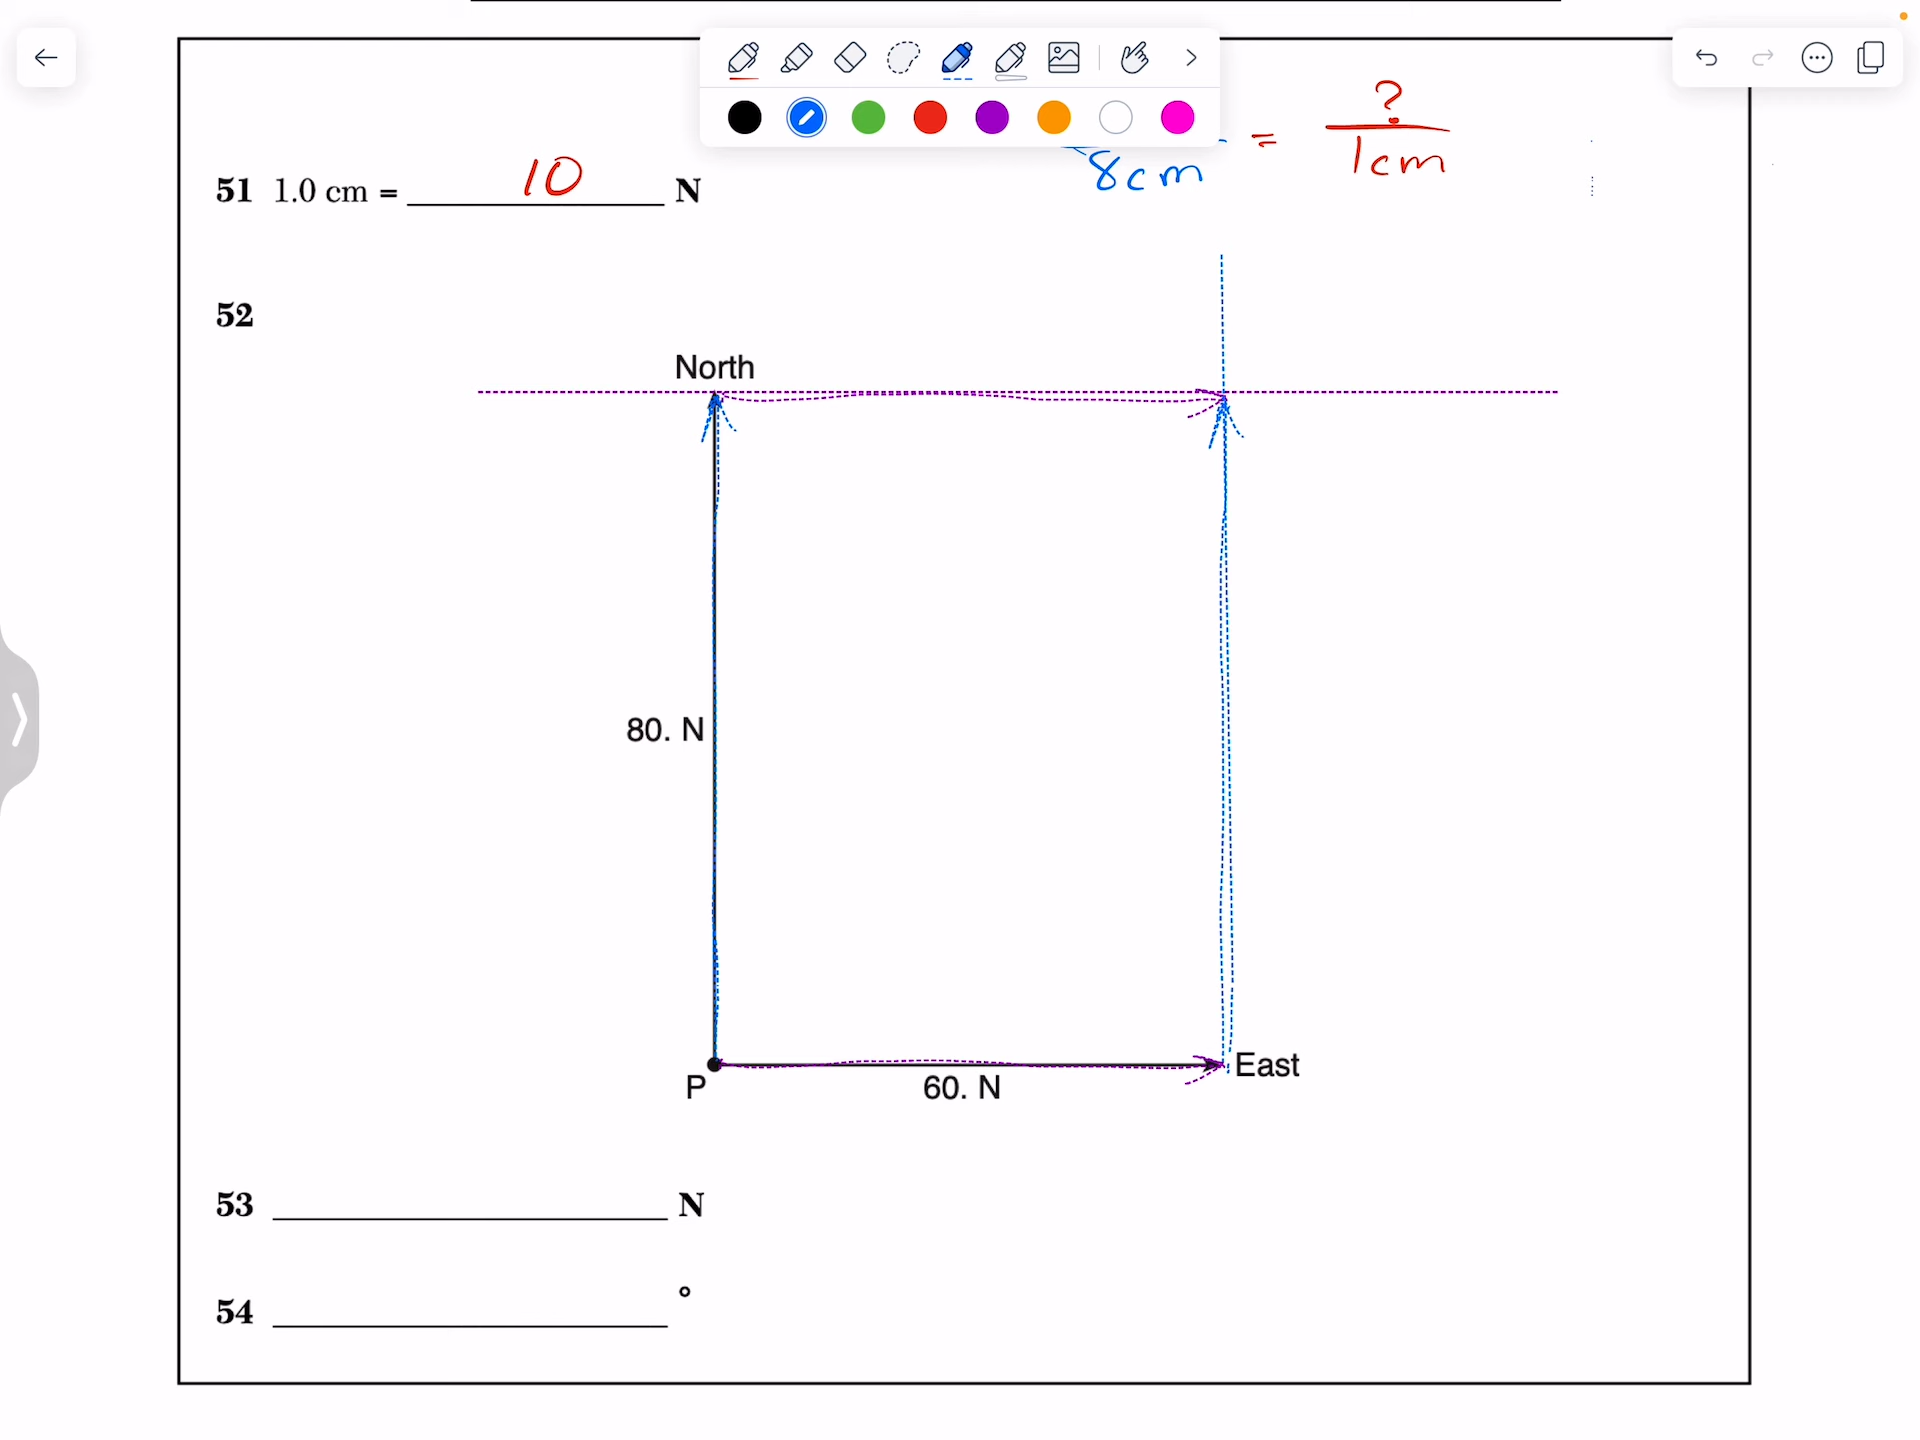 ?
8cm = 1cm
51 1.0 cm = 10 N
52
North
80. N
East
P
60. N
53 N
54 °